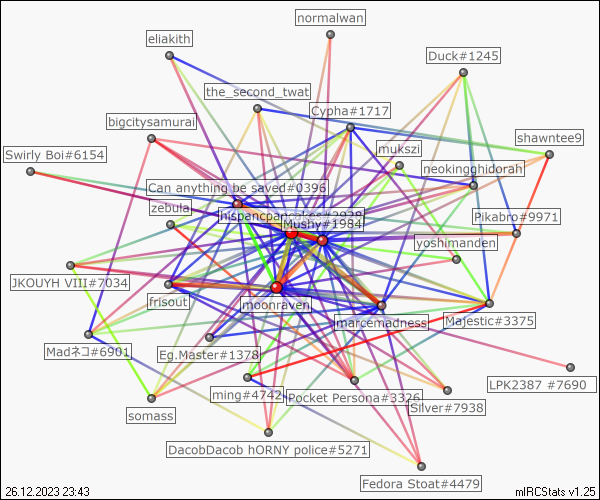 normalwan
eliakith
Duck#1245
the_second_twat
Cypha#1717
bigcitysamurai
shawntee9
mukszi
Swirly Boi#6154
neokingghidorah
Can anything be saved#0396
zebula
Mushy#1984
Pikabro#9971
yoshimanden
JKOUYH VIII#7034
frisout
moonraven
marcemadness
Majestic#3375
Madネコ#6901
Eg.Master#1378
LPK2387 #7690
ming#4742
Pocket Persona#3326
Silver#7938
somass
DacobDacob hORNY police#5271
Fedora Stoat#4479
26.12.2023 23:43
mIRCStats v1.25